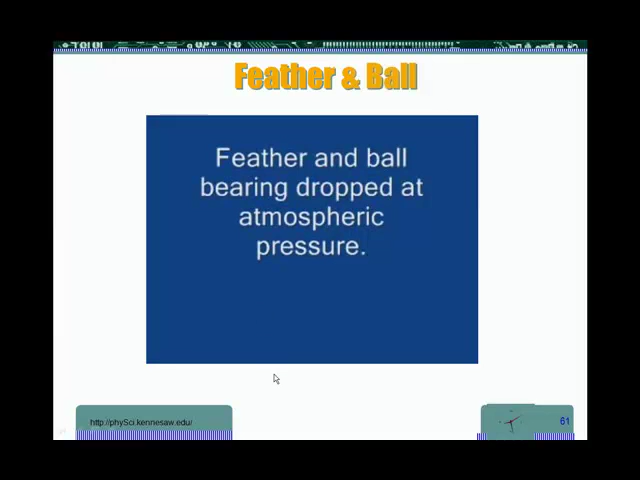 Feather & Ball
Feather and ball
bearing dropped at
atmospheric
pressure.
http://phySci.kennesaw.edu/
61